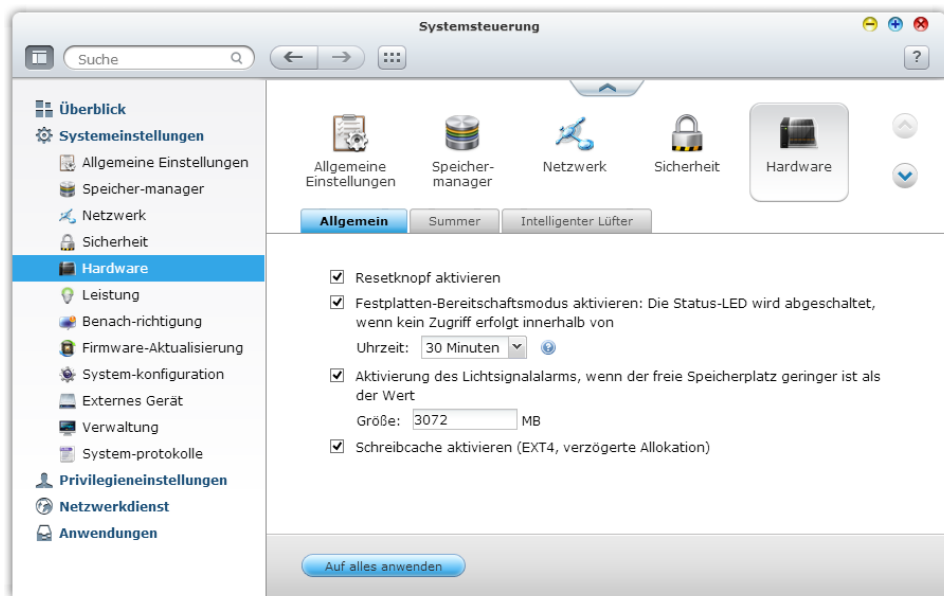 Systemsteuerung
Suche
?
Überblick
Systemeinstellungen
Allgemeine Einstellungen
Speicher-manager
Netzwerk
Sicherheit
Hardware
Leistung
Benach-richtigung
Firmware-Aktualisierung
System-konfiguration
Externes Gerät
Verwaltung
System-protokolle
Privilegieneinstellungen
Netzwerkdienst
Anwendungen
Allgemeine
Einstellungen
Speicher-
manager
Netzwerk
Sicherheit
Hardware
Allgemein
Summer
Intelligenter Lüfter
Resetknopf aktivieren
Festplatten-Bereitschaftsmodus aktivieren: Die Status-LED wird abgeschaltet,
wenn kein Zugriff erfolgt innerhalb von
Uhrzeit: 30 Minuten ?
Aktivierung des Lichtsignalalarms, wenn der freie Speicherplatz geringer ist als
der Wert
Größe: 3072 MB
Schreibcache aktivieren (EXT4, verzögerte Allokation)
Auf alles anwenden